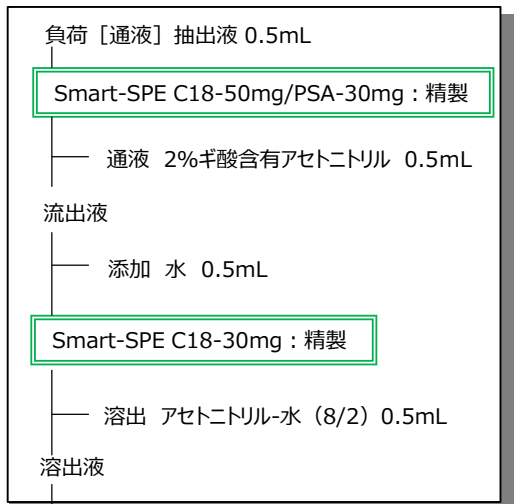 負荷［通液］抽出液 0.5mL
Smart-SPE C18-50mg/PSA-30mg：精製
通液 2%ギ酸含有アセトニトリル 0.5mL
流出液
添加 水 0.5mL
Smart-SPE C18-30mg：精製
溶出 アセトニトリル-水（8/2）0.5mL
溶出液